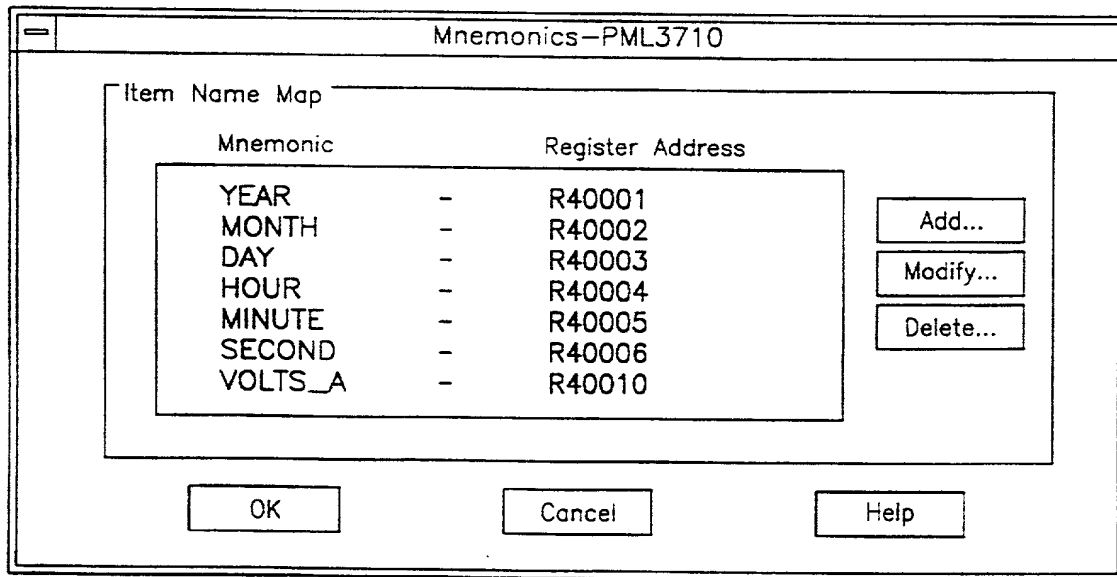 Mnemonics-PML3710
Item Name Map
Mnemonic Register Address
YEAR - R40001
MONTH - R40002
DAY - R40003
HOUR - R40004
MINUTE - R40005
SECOND - R40006
VOLTS_A - R40010
Add...
Modify...
Delete...
OK Cancel Help